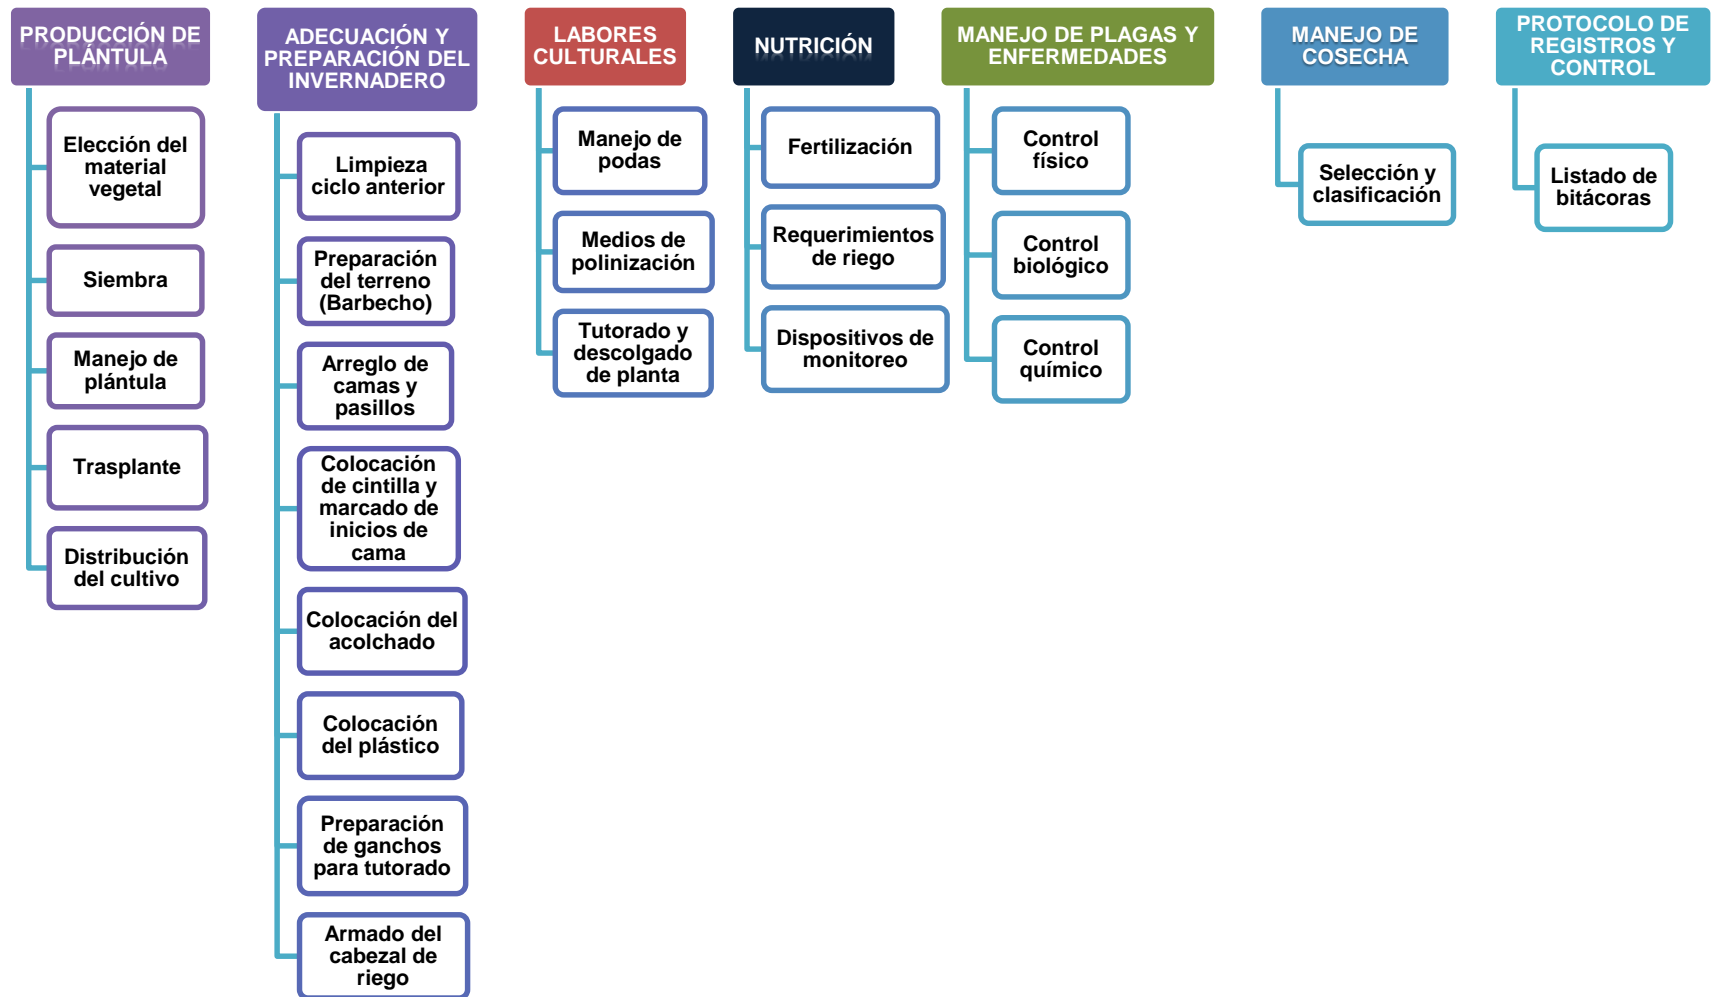 PRODUCCIÓN DE
PLÁNTULA
Elección del
material
vegetal
Siembra
Manejo de
plántula
Trasplante
Distribución
del cultivo
ADECUACIÓN Y
PREPARACIÓN DEL
INVERNADERO
Limpieza
ciclo anterior
Preparación
del terreno
(Barbecho)
Arreglo de
camas y
pasillos
Colocación
de cintilla y
marcado de
inicios de
cama
Colocación del
acolchado
Colocación
del plástico
Preparación
de ganchos
para tutorado
Armado del
cabezal de
riego
LABORES
CULTURALES
Manejo de
podas
Medios de
polinización
Tutorado y
descolgado
de planta
NUTRICIÓN
Fertilización
Requerimientos
de riego
Dispositivos de
monitoreo
MANEJO DE PLAGAS Y
ENFERMEDADES
Control
físico
Control
biológico
Control
químico
MANEJO DE
COSECHA
Selección y
clasificación
PROTOCOLO DE
REGISTROS Y
CONTROL
Listado de
bitácoras